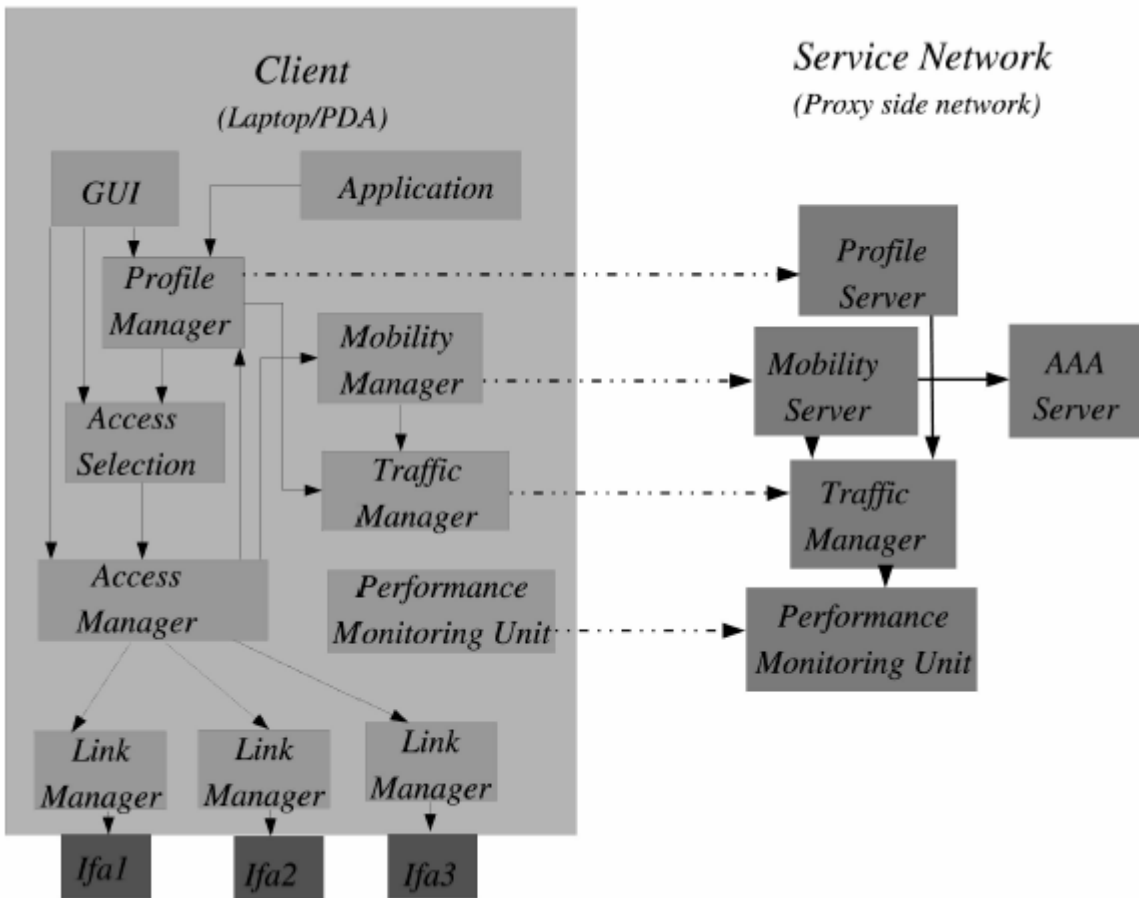 Client
(Laptop/PDA)
Service Network
(Proxy side network)
GUI
Application
Profile
Manager
Profile
Server
Mobility
Manager
Mobility
Server
AAA
Server
Access
Selection
Traffic
Manager
Traffic
Manager
Access
Manager
Performance
Monitoring Unit
Performance
Monitoring Unit
Link
Manager
Link
Manager
Link
Manager
Ifa1
Ifa2
Ifa3